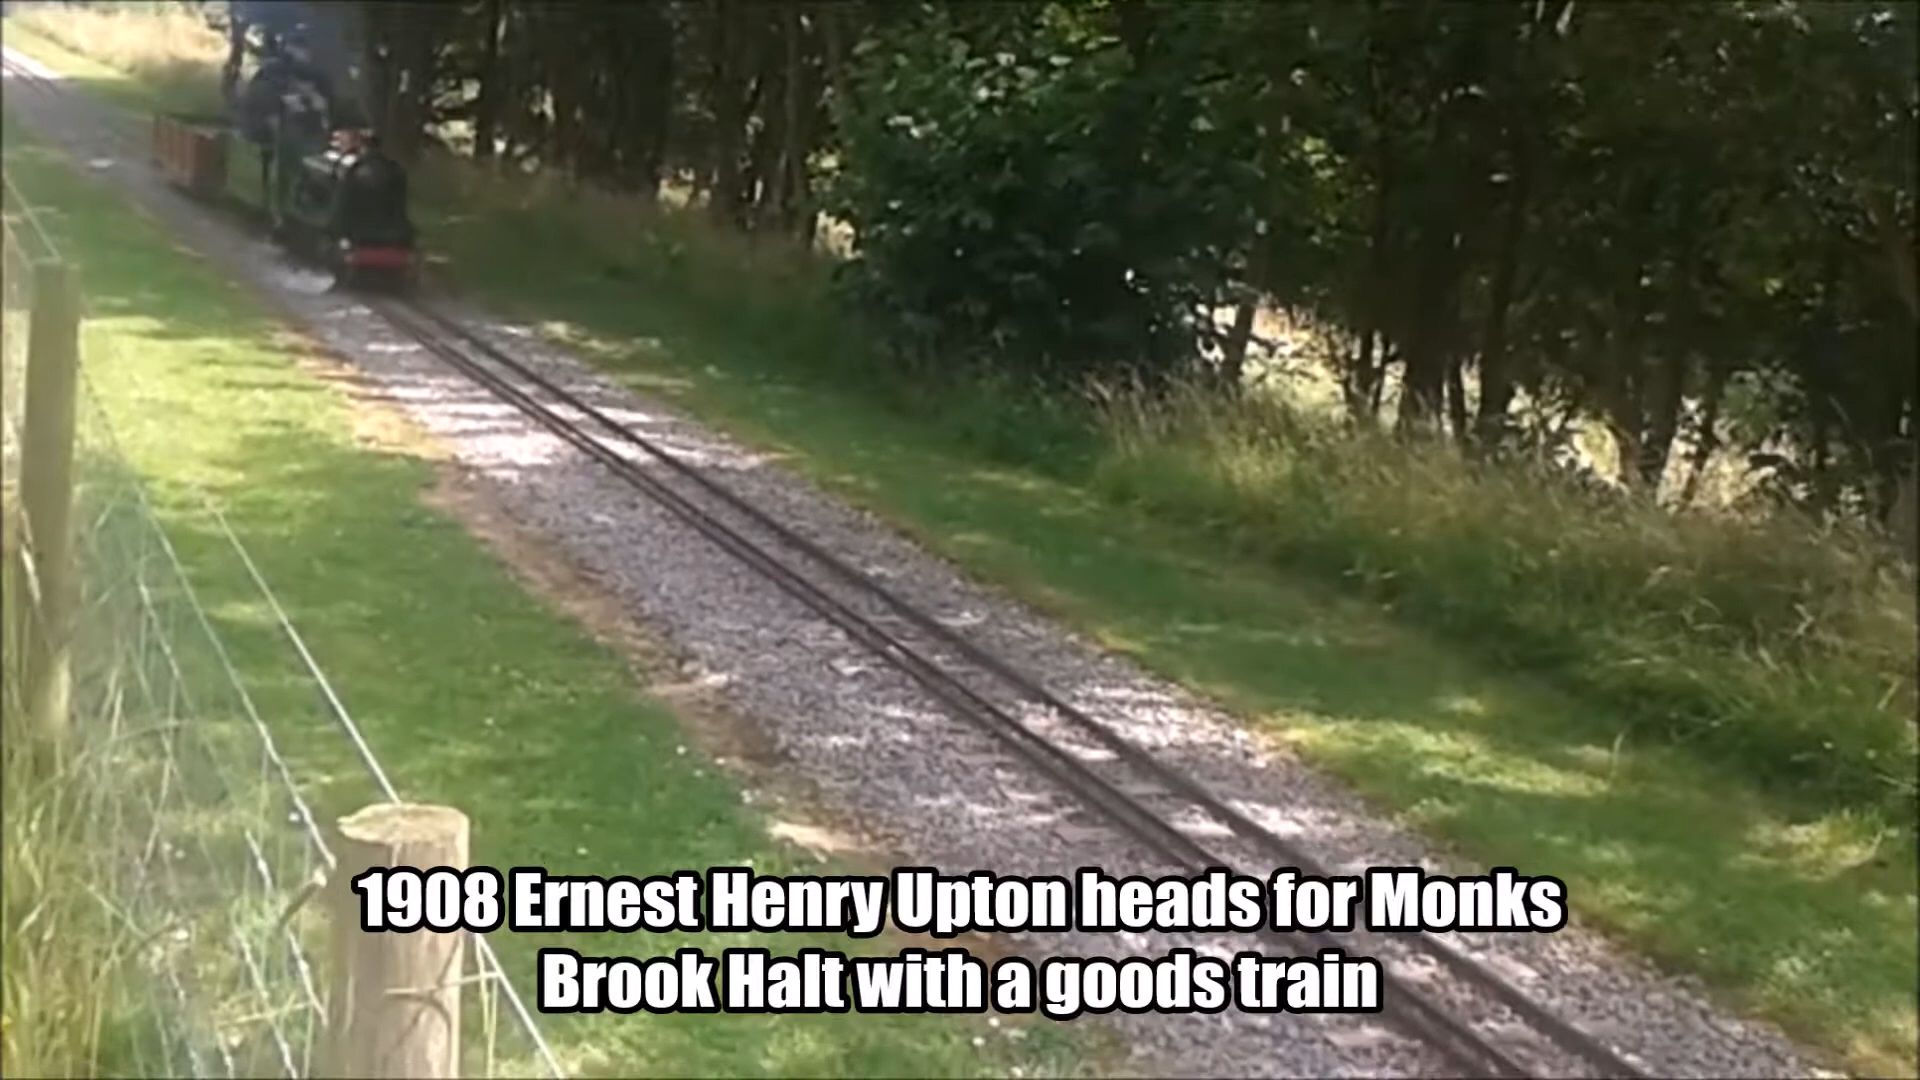 1908 Ernest Henry Upton heads for Monks
Brook Halt with a goods train